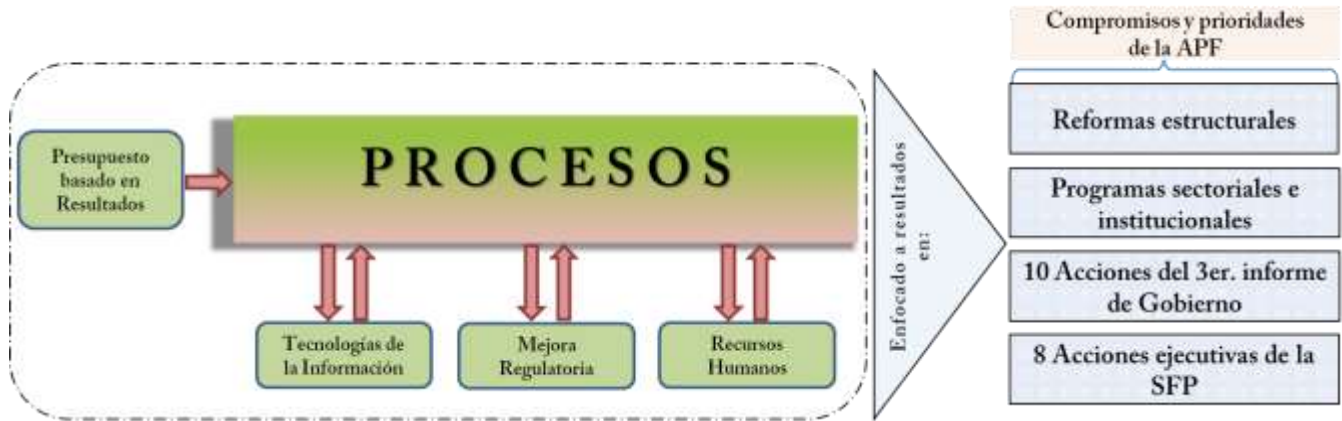 Presupuesto
basado en
Resultados
PROCESOS
Tecnologías de
la Información
Mejora
Regulatoria
Recursos
Humanos
Enfocado a resultados
en:
Compromisos y prioridades
de la APF
Reformas estructurales
Programas sectoriales e
institucionales
10 Acciones del 3er. informe
de Gobierno
8 Acciones ejecutivas de la
SFP